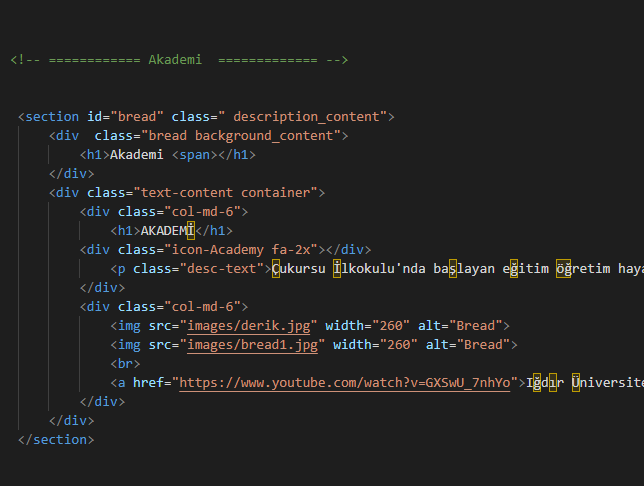 <!-- ============ Akademi  ============= -->
<section id="bread" class=" description_content">
<div  class="bread background_content">
<h1>Akademi <span></h1>
</div>
<div class="text-content container">
<div class="col-md-6">
<h1>AKADEMİ</h1>
<div class="icon-Academy fa-2x"></div>
<p class="desc-text">Çukursu İlkokulu'nda başlayan eğitim öğretim haya
</div>
<div class="col-md-6">
<img src="images/derik.jpg" width="260" alt="Bread">
<img src="images/bread1.jpg" width="260" alt="Bread">
<br>
<a href="https://www.youtube.com/watch?v=GXSwU_7nhYo">Iğdır Üniversite
</div>
</div>
</section>